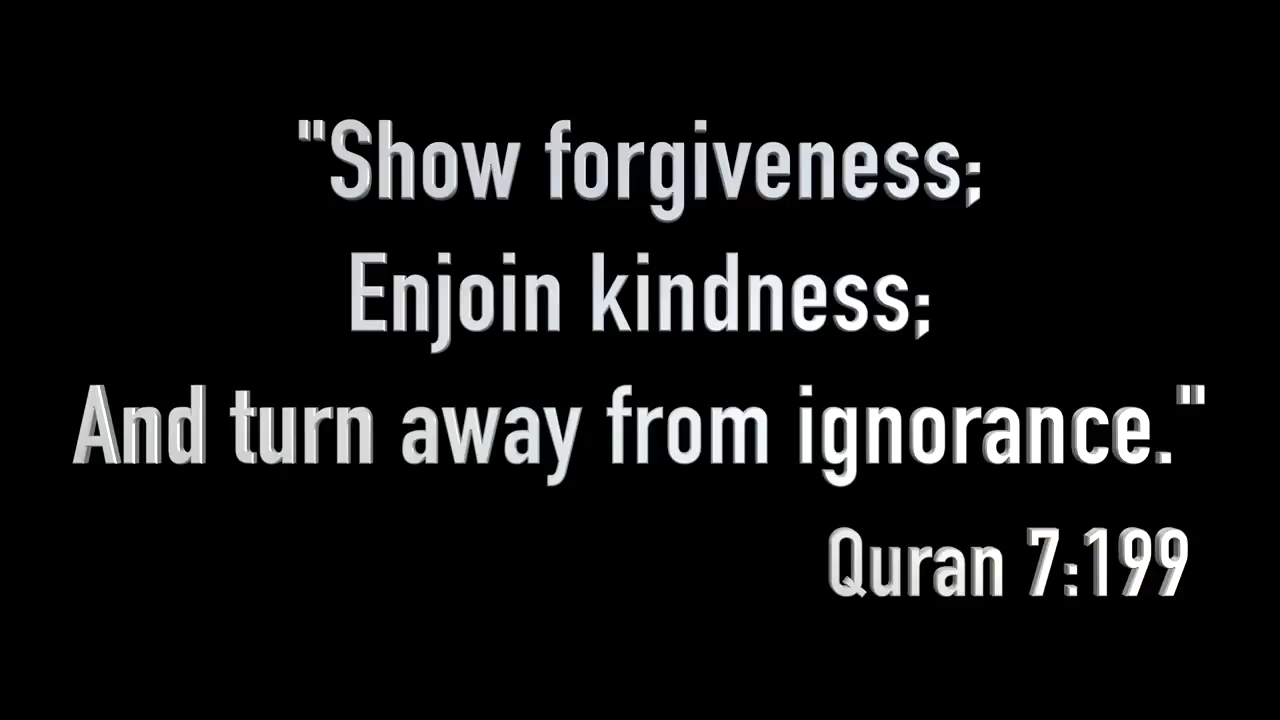 "Show forgiveness;
Enjoin kindness;
And turn away from ignorance."
Quran 7:199